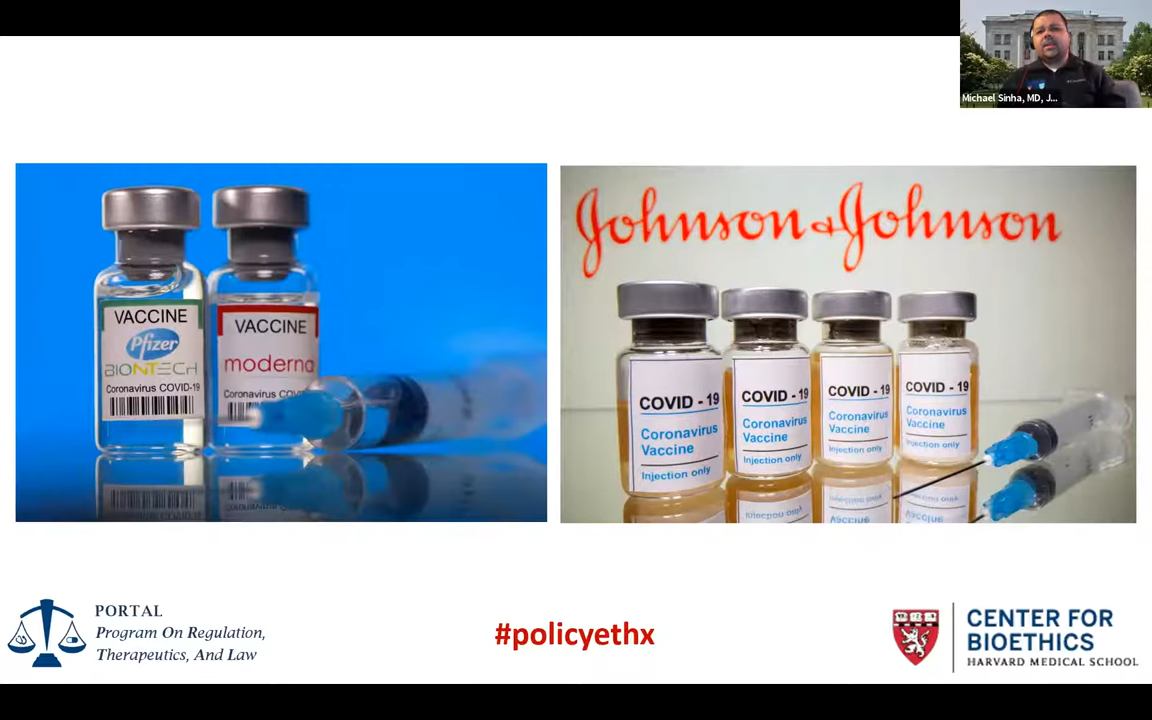 Michael Sinha, MD, J...
VACCINE
Pfizer
BIONTECH
Coronavirus COVID-19
VACCINE
moderna
Coronavirus
Johnson & Johnson
COVID - 19
Coronavirus
Vaccine
Injection only
COVID - 19
Coronavirus
Vaccine
Injection only
COVID - 19
Coronavirus
Vaccine
Injection only
COVID - 19
Coronavirus
Vaccine
Injection only
PORTAL
Program On Regulation,
Therapeutics, And Law
#policyethx
CENTER FOR
BIOETHICS
HARVARD MEDICAL SCHOOL